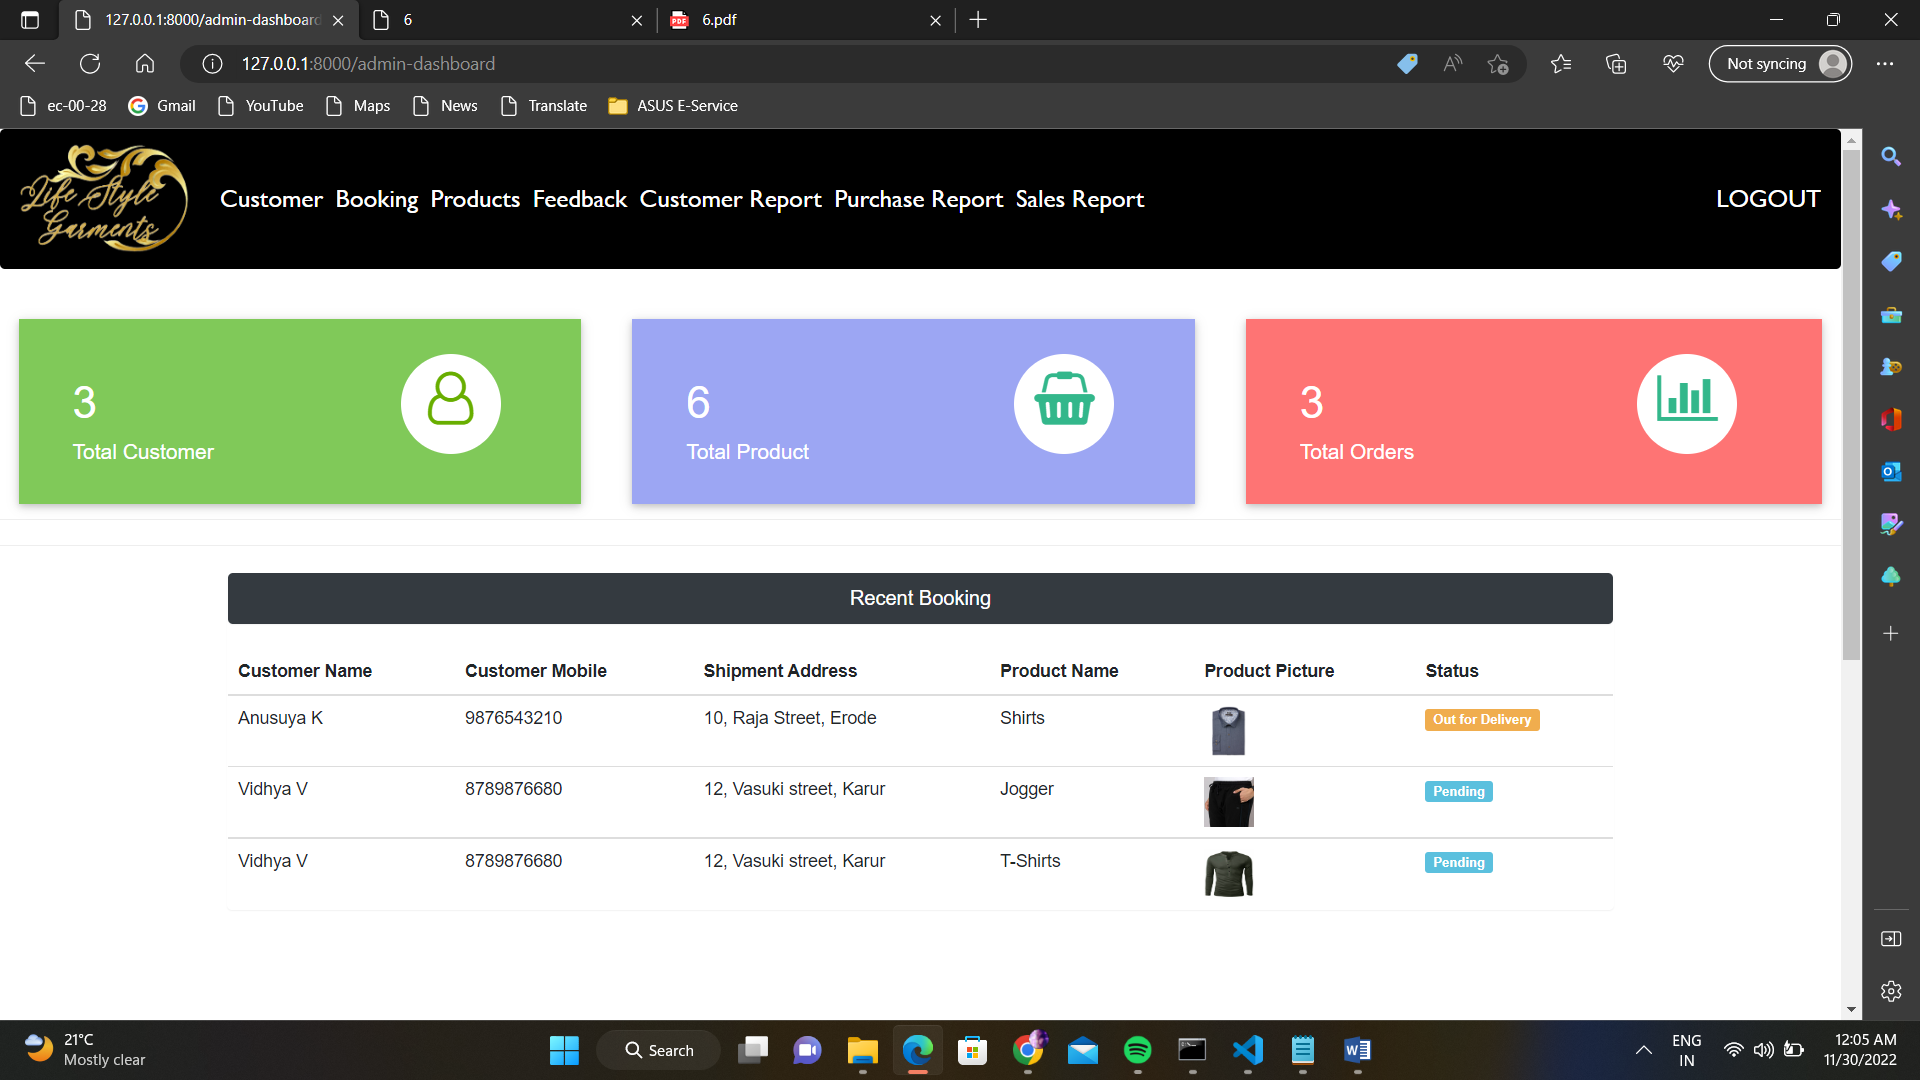 127.0.0.1:8000/admin-dashboard
6
6.pdf
127.0.0.1:8000/admin-dashboard
Not syncing
ec-00-28
Gmail
YouTube
Maps
News
Translate
ASUS E-Service
Life Style
Garments
Customer Booking Products Feedback Customer Report Purchase Report Sales Report
LOGOUT
3
Total Customer
6
Total Product
3
Total Orders
Recent Booking
Customer Name Customer Mobile Shipment Address Product Name Product Picture Status
Anusuya K 9876543210 10, Raja Street, Erode Shirts Out for Delivery
Vidhya V 8789876680 12, Vasuki street, Karur Jogger Pending
Vidhya V 8789876680 12, Vasuki street, Karur T-Shirts Pending
21°C
Mostly clear
Search
ENG
IN
12:05 AM
11/30/2022